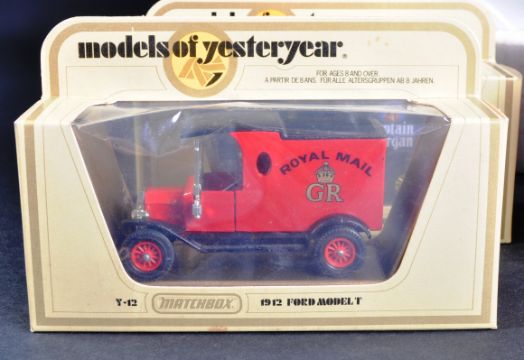 models of yesteryear®
FOR AGES 8 AND OVER.
A PARTIR DE 8 ANS. FÜR ALLE ALTERSGRUPPEN AB 8 JAHREN.
ROYAL MAIL
GR
Y-12 MATCHBOX 1912 FORD MODEL T